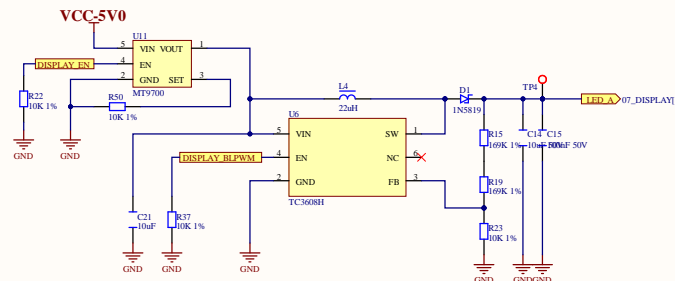 VCC-5V0
U11
5 VIN VOUT 1
DISPLAY_EN 4 EN
2 GND SET 3
MT9700
R22
10K 1%
R50
10K 1%
GND
GND
L4
22uH
D1
1N5819
TP4
LED_A 07_DISPLAY[
U6
5 VIN SW 1
DISPLAY_BLPWM 4 EN NC 6
2 GND FB 3
TC3608H
R15
169K 1%
C14 C15
50V
R19
169K 1%
R23
10K 1%
C21
10uF
R37
10K 1%
GND
GND
GND
GND
GND
GND